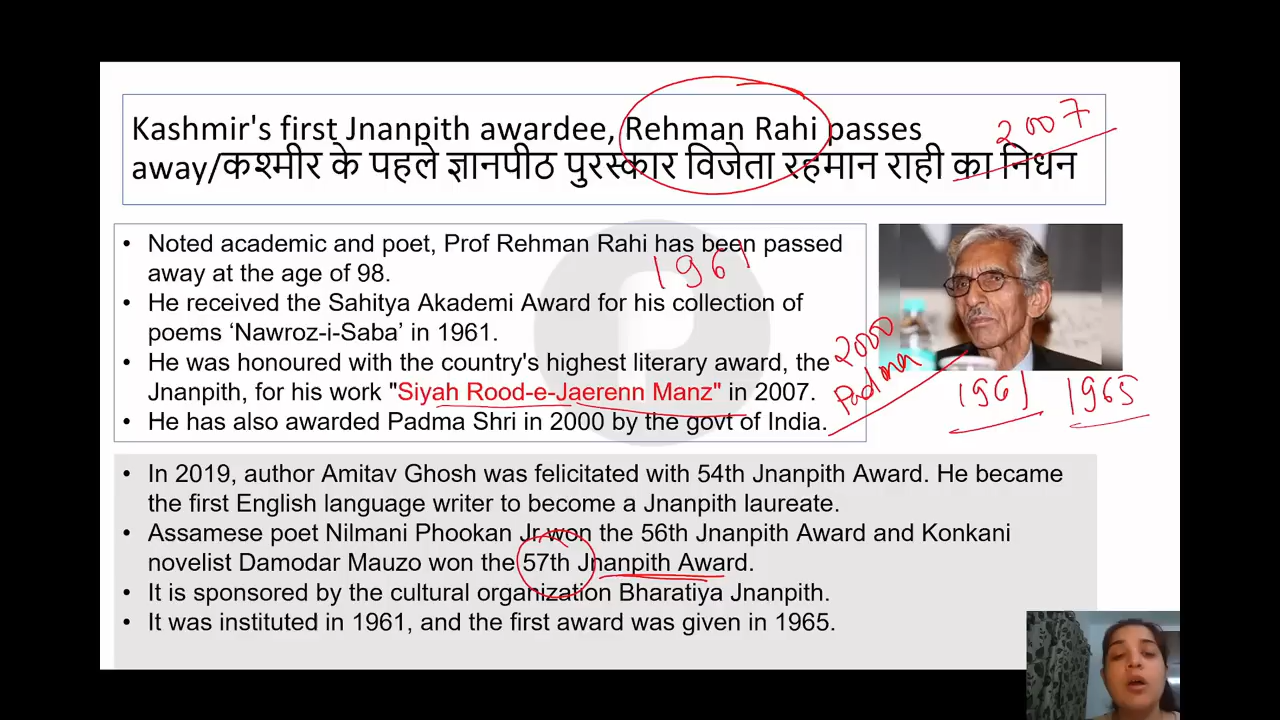 Kashmir's first Jnanpith awardee, Rehman Rahi passes
away/कश्मीर के पहले ज्ञानपीठ पुरस्कार विजेता रहमान राही का निधन
2007
• Noted academic and poet, Prof Rehman Rahi has been passed
away at the age of 98.
1961
• He received the Sahitya Akademi Award for his collection of
poems ‘Nawroz-i-Saba’ in 1961.
• He was honoured with the country's highest literary award, the
Jnanpith, for his work "Siyah Rood-e-Jaerenn Manz" in 2007.
• He has also awarded Padma Shri in 2000 by the govt of India.
2000
Padma
1961 1965
• In 2019, author Amitav Ghosh was felicitated with 54th Jnanpith Award. He became
the first English language writer to become a Jnanpith laureate.
• Assamese poet Nilmani Phookan Jr won the 56th Jnanpith Award and Konkani
novelist Damodar Mauzo won the 57th Jnanpith Award.
• It is sponsored by the cultural organization Bharatiya Jnanpith.
• It was instituted in 1961, and the first award was given in 1965.